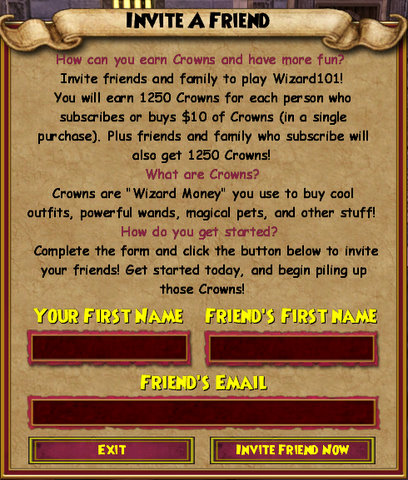 Invite A Friend
How can you earn Crowns and have more fun?
Invite friends and family to play Wizard101!
You will earn 1250 Crowns for each person who
subscribes or buys $10 of Crowns (in a single
purchase). Plus friends and family who subscribe will
also get 1250 Crowns!
What are Crowns?
Crowns are "Wizard Money" you use to buy cool
outfits, powerful wands, magical pets, and other stuff!
How do you get started?
Complete the form and click the button below to invite
your friends! Get started today, and begin piling up
those Crowns!
Your First Name Friend's First name
Friend's Email
Exit Invite Friend Now